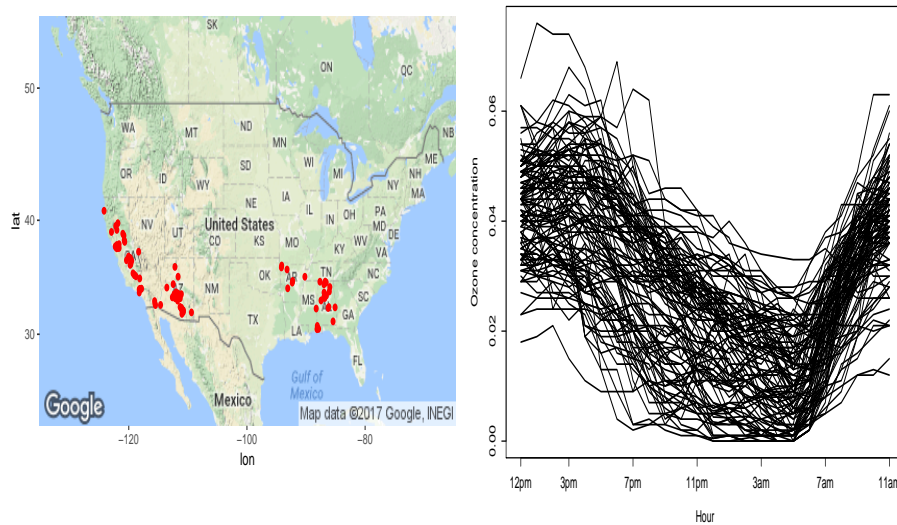 SK
ON
QC
50
WA
MT
ND
MN
NB
ME
OR
ID
SD
WI
MI
NH
WY
NY
MA
NE
IA
PA
40
NV
United States
IL
IN
OH
MD
UT
CO
KS
MO
DE
WV
KY
VA
OK
TN
NC
NM
MS
SC
TX
GA
30
LA
FL
Gulf of
Mexico
Mexico
Google
Map data ©2017 Google, INEGI
−120
−100
−80
lon
lat
Ozone concentration
0.06
0.04
0.02
0.00
12pm
3pm
7pm
11pm
3am
7am
11am
Hour